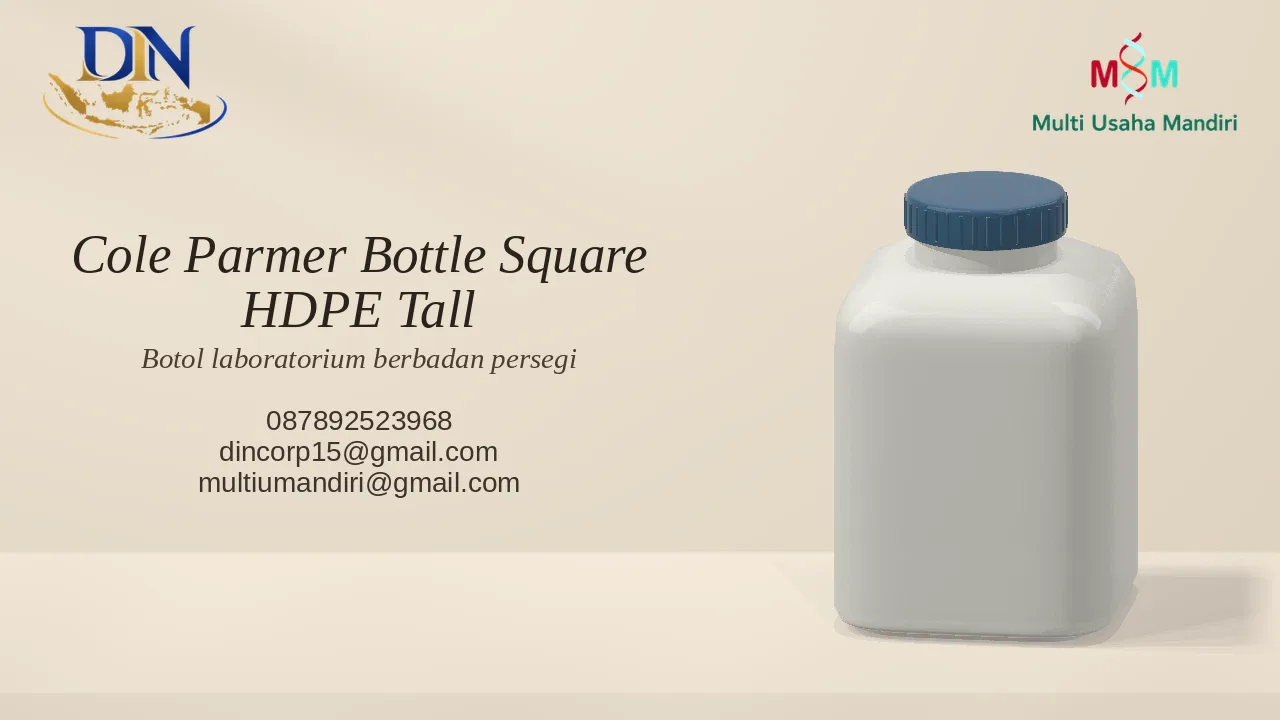 DIN
MSM
Multi Usaha Mandiri
Cole Parmer Bottle Square
HDPE Tall
Botol laboratorium berbadan persegi
087892523968
dincorp15@gmail.com
multiumandiri@gmail.com